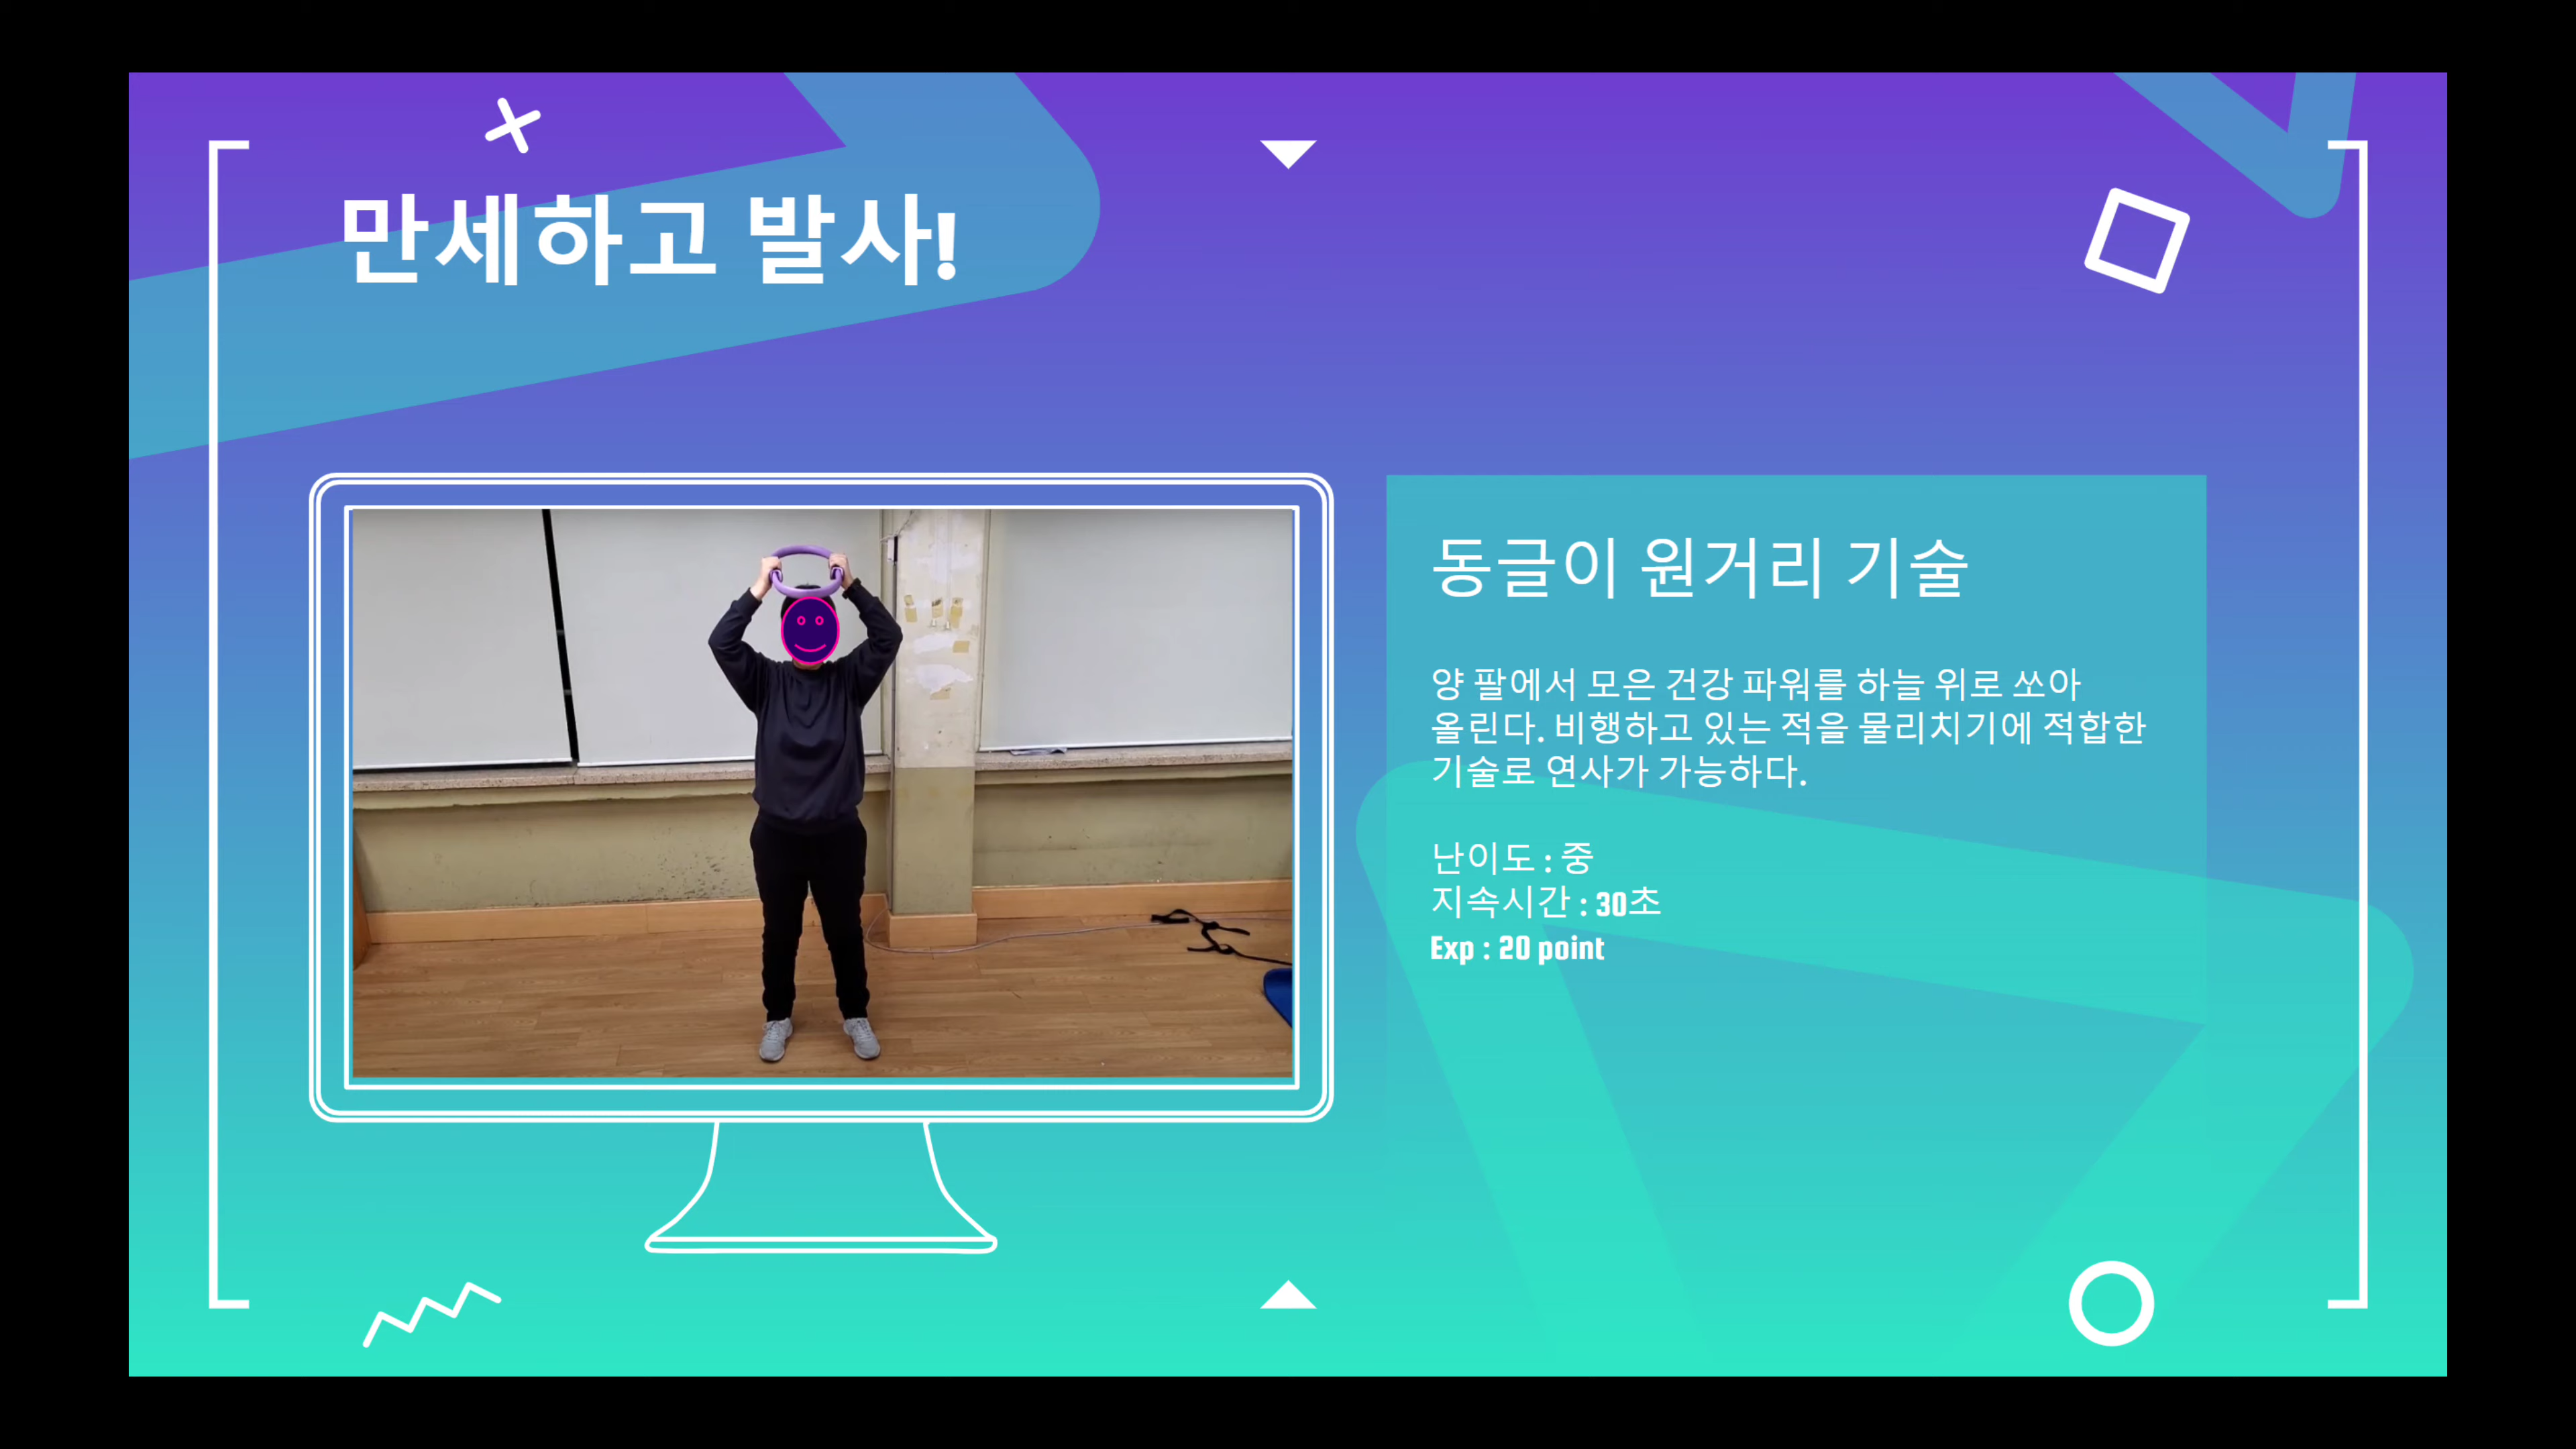 만세하고 발사!
동글이 원거리 기술
양 팔에서 모은 건강 파워를 하늘 위로 쏘아
올린다. 비행하고 있는 적을 물리치기에 적합한
기술로 연사가 가능하다.
난이도 : 중
지속시간 : 30초
Exp : 20 point